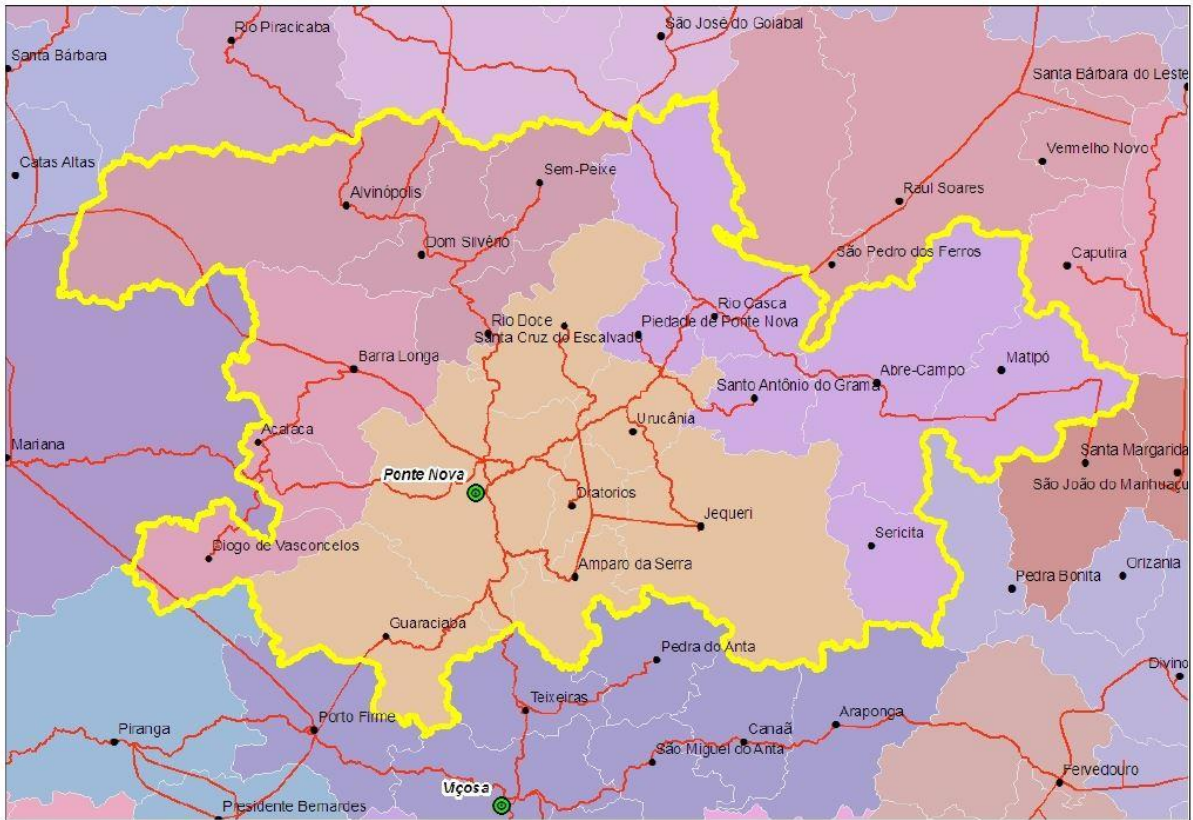 Rio Piracicaba
São José do Goiabal
Santa Bárbara
Santa Bárbara do Leste
Catas Altas
Vermelho Novo
Sem-Peixe
Alvinópolis
Raul Soares
Dom Silvério
São Pedro dos Ferros
Caputira
Rio Casca
Rio Doce
Piedade de Ponte Nova
Santa Cruz do Escalvado
Barra Longa
Matipó
Abre-Campo
Santo Antônio do Grama
Urucânia
Acaiaca
Mariana
Santa Margarida
Ponte Nova
São João do Manhuaçu
Oratorios
Jequeri
Sericita
Diogo de Vasconcelos
Amparo da Serra
Orizania
Pedra Bonita
Guaraciaba
Pedra do Anta
Divino
Teixeiras
Porto Firme
Araponga
Piranga
Canaã
São Miguel do Anta
Fervedouro
Viçosa
Presidente Bernardes